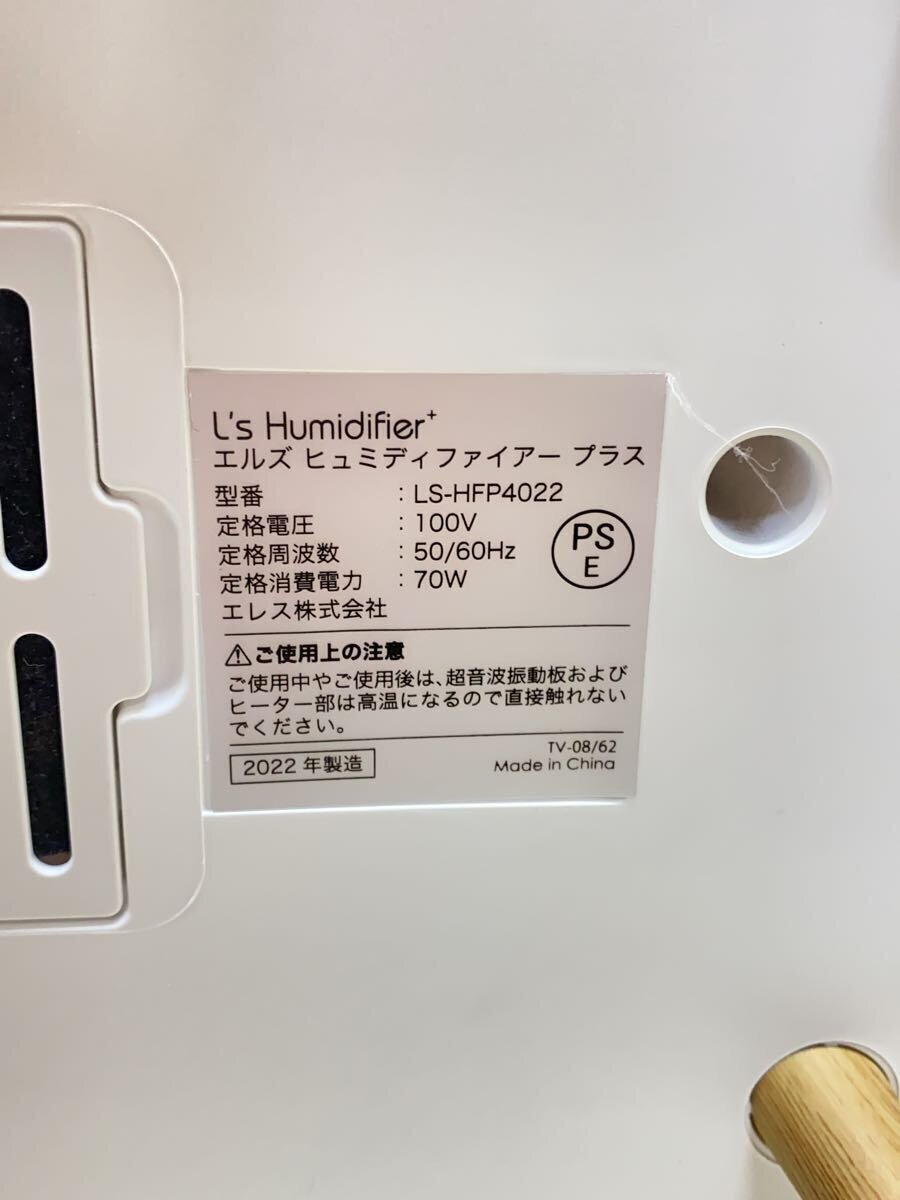 L's Humidifier+
エルズ ヒュミディファイアー プラス
型番 : LS-HFP4022
定格電圧 : 100V
定格周波数 : 50/60Hz
定格消費電力 : 70W
エレス株式会社
PS
E
⚠ご使用上の注意
ご使用中やご使用後は、超音波振動板および
ヒーター部は高温になるので直接触れない
でください。
TV-08/62
2022年製造
Made in China